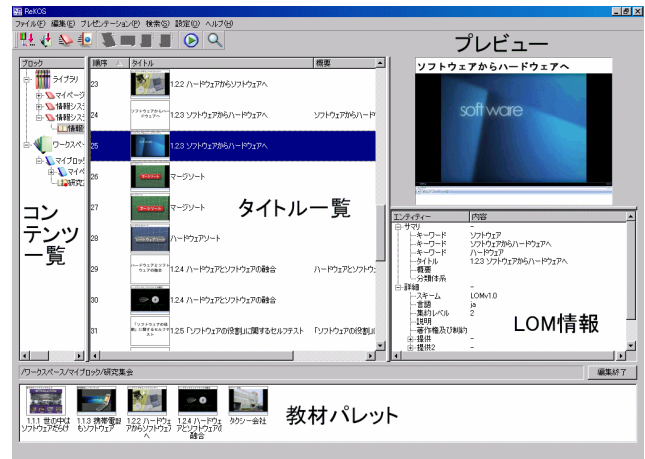 ReKOS
ファイル(F) 編集(E) プレゼンテーション(P) 検索(S) 設定(O) ヘルプ(H)
プレビュー
ブロック
ライブラリ
マイページ
情報シス
情報シス
情報
ワークスペ
マイブロッ
マイペ
研究
コン
テンツ
一覧
順序 タイトル 概要
23 1.2.2 ハードウェアからソフトウェアへ
24 1.2.3 ソフトウェアからハードウェアへ ソフトウェアからハード
25 1.2.3 ソフトウェアからハードウェアへ
26 マージソート
27 マージソート
28 ハードウェアソート
29 1.2.4 ハードウェアとソフトウェアの融合 ハードウェアとソフトウ
30 1.2.4 ハードウェアとソフトウェアの融合
31 1.2.5 「ソフトウェアの役割」に関するセルフテスト 「ソフトウェアの役割」
タイトル一覧
ソフトウェアからハードウェアへ
software
エンティティー 内容
サマリ -
キーワード ソフトウェア
キーワード ソフトウェアからハードウェアへ
キーワード ハードウェア
タイトル 1.2.3 ソフトウェアからハードウェアへ
概要
分類体系
詳細 -
スキーム LOMv1.0
言語 ja
集約レベル 2
説明
著作権及び制約
提供 -
提供2 -
LOM情報
/ワークスペース/マイブロック/研究集会
編集終了
1.1.1 世の中は
ソフトウェアだらけ
1.1.3 携帯電話
もソフトウェア
1.2.2 ハードウェ
アからソフトウェア
へ
1.2.4 ハードウェ
アとソフトウェアの
融合
タクシー会社
教材パレット